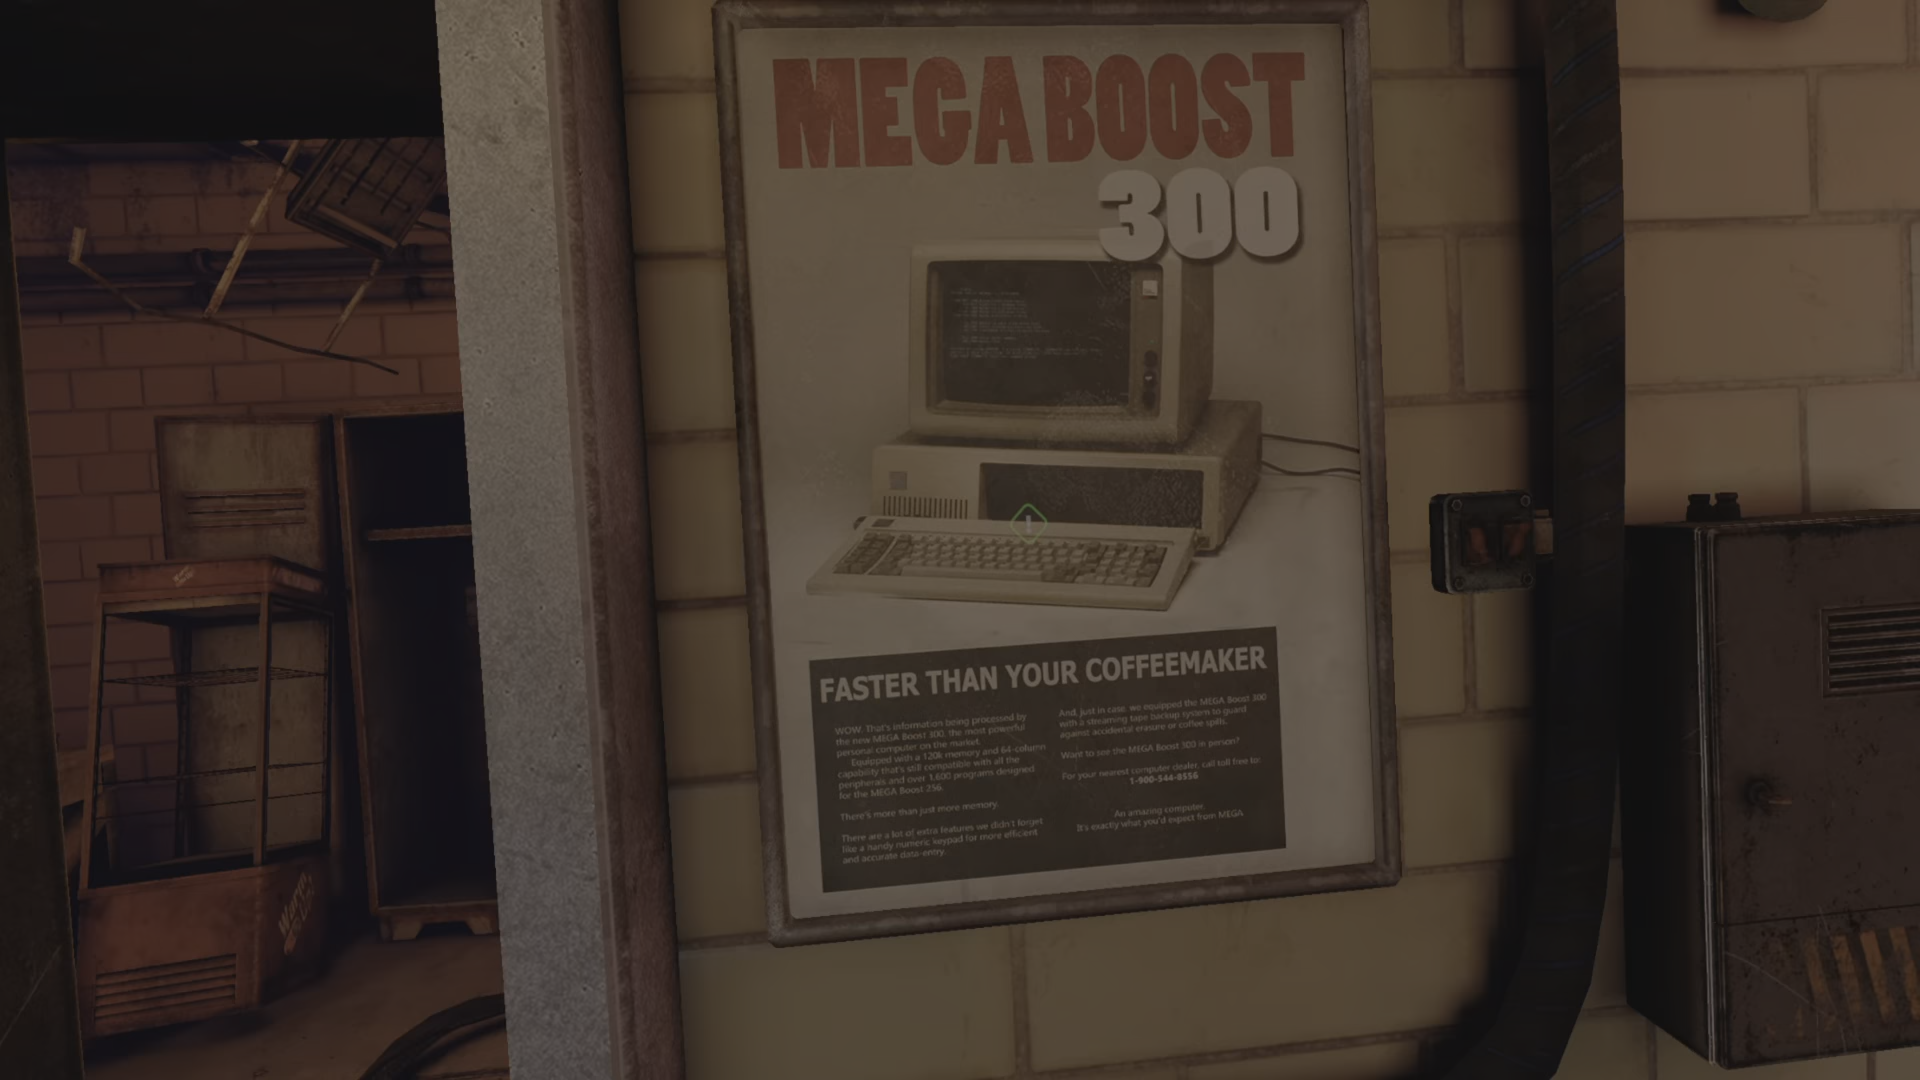 MEGA BOOST
300
FASTER THAN YOUR COFFEEMAKER
WOW. That's information being processed by
the new MEGA Boost 300, the most powerful
personal computer on the market.
Equipped with a 120k memory and 64-column
capability that's still compatible with all the
peripherals and over 1,600 programs designed
for the MEGA Boost 256.
There's more than just more memory.
There are a lot of extra features we didn't forget
like a handy numeric keypad for more efficient
and accurate data-entry.
And, just in case, we equipped the MEGA Boost 300
with a streaming tape backup system to guard
against accidental erasure or coffee spills.
Want to see the MEGA Boost 300 in person?
For your nearest computer dealer, call toll free for
1-900-544-8556
An amazing computer.
It's exactly what you'd expect from MEGA